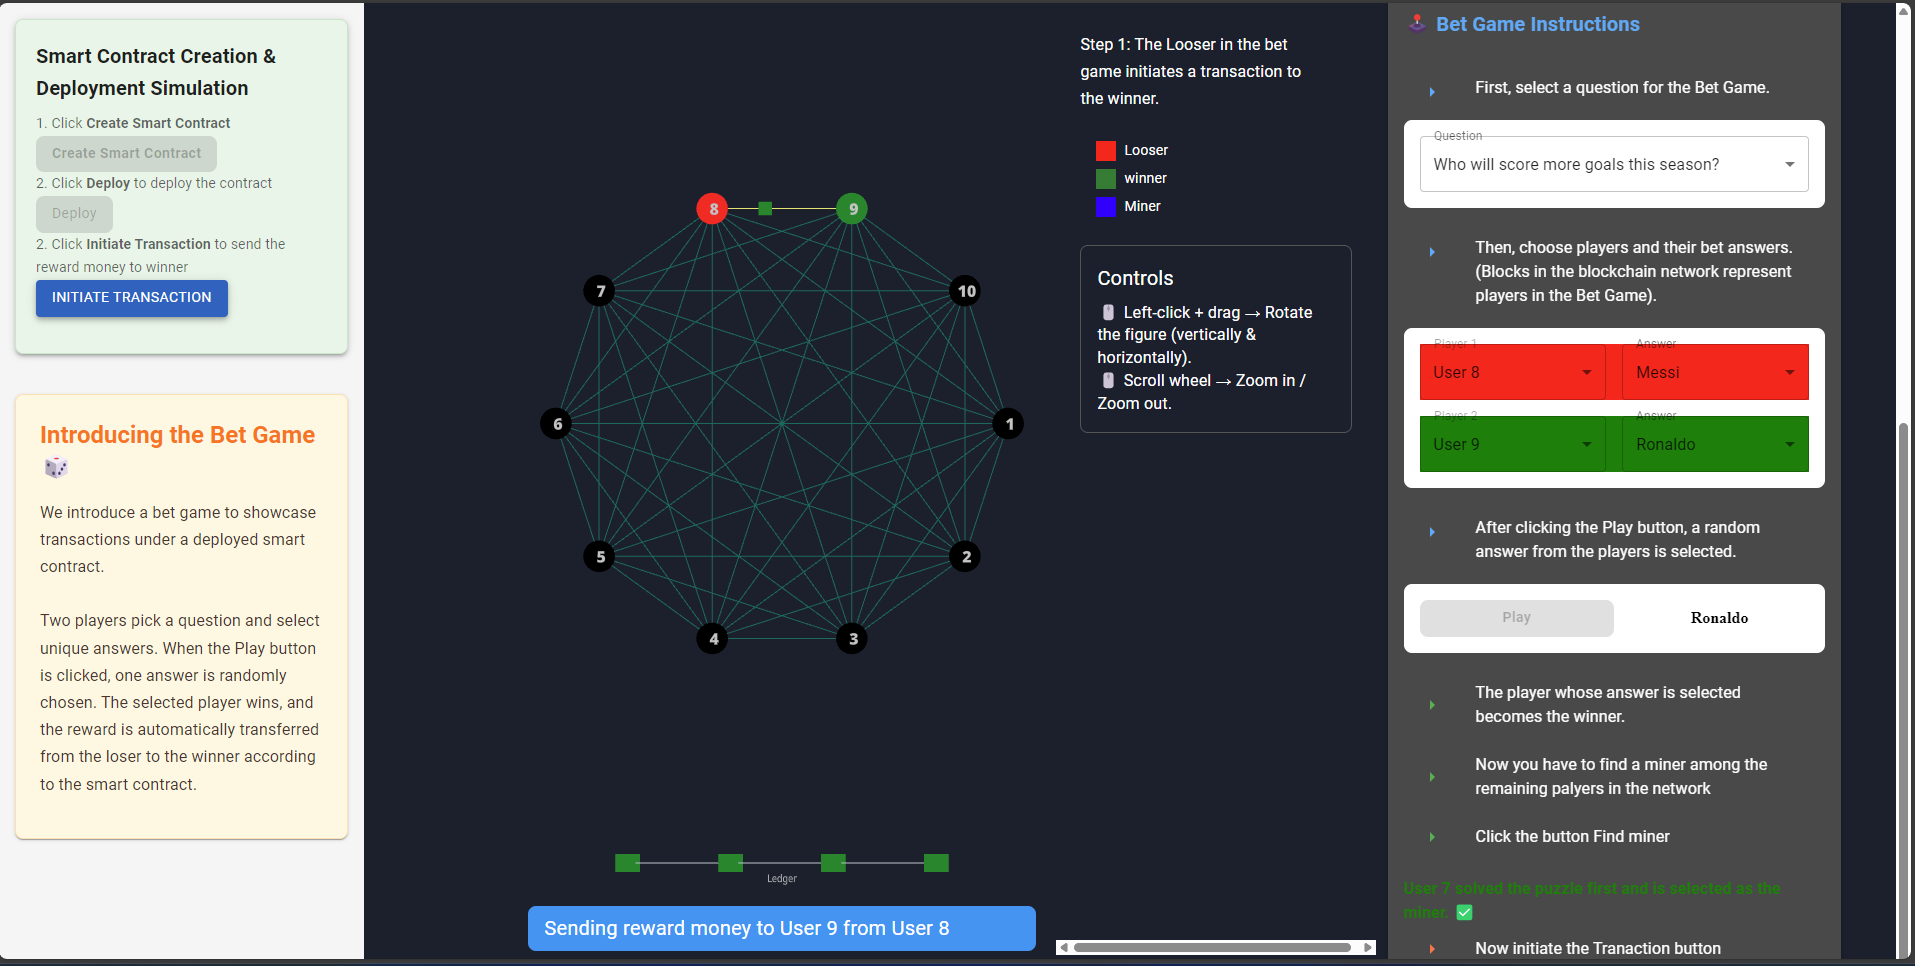 Smart Contract Creation &
Deployment Simulation
1. Click Create Smart Contract
Create Smart Contract
2. Click Deploy to deploy the contract
Deploy
2. Click Initiate Transaction to send the
reward money to winner
INITIATE TRANSACTION
Introducing the Bet Game
We introduce a bet game to showcase
transactions under a deployed smart
contract.
Two players pick a question and select
unique answers. When the Play button
is clicked, one answer is randomly
chosen. The selected player wins, and
the reward is automatically transferred
from the loser to the winner according
to the smart contract.
8
9
7
10
6
1
5
2
4
3
Ledger
Sending reward money to User 9 from User 8
Step 1: The Looser in the bet
game initiates a transaction to
the winner.
Looser
winner
Miner
Controls
Left-click + drag → Rotate
the figure (vertically &
horizontally).
Scroll wheel → Zoom in /
Zoom out.
Bet Game Instructions
First, select a question for the Bet Game.
Question
Who will score more goals this season?
Then, choose players and their bet answers.
(Blocks in the blockchain network represent
players in the Bet Game).
Player 1
Answer
User 8
Messi
Player 2
Answer
User 9
Ronaldo
After clicking the Play button, a random
answer from the players is selected.
Play
Ronaldo
The player whose answer is selected
becomes the winner.
Now you have to find a miner among the
remaining palyers in the network
Click the button Find miner
User 7 solved the puzzle first and is selected as the
miner. ✅
Now initiate the Tranaction button